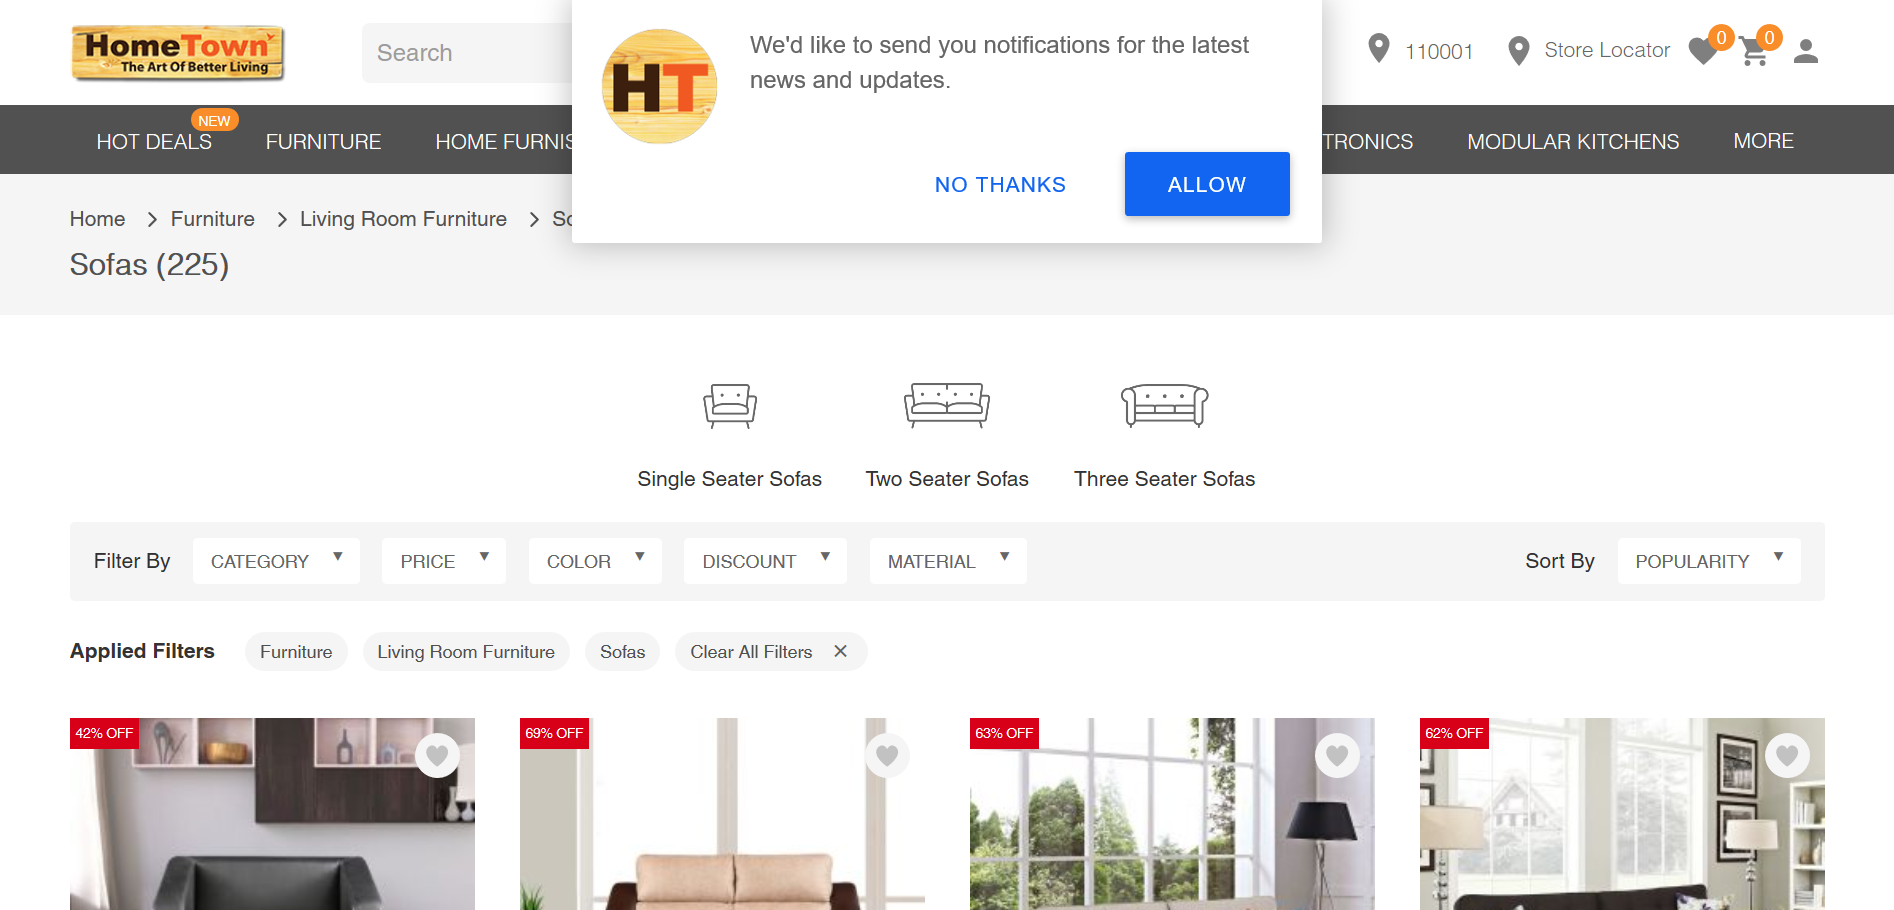 HomeTown
The Art Of Better Living
Search
HT
We'd like to send you notifications for the latest
news and updates.
NO THANKS
ALLOW
110001
Store Locator
0
0
NEW
HOT DEALS
FURNITURE
HOME FURNIS
TRONICS
MODULAR KITCHENS
MORE
Home > Furniture > Living Room Furniture > So
Sofas (225)
Single Seater Sofas
Two Seater Sofas
Three Seater Sofas
Filter By
CATEGORY
PRICE
COLOR
DISCOUNT
MATERIAL
Sort By
POPULARITY
Applied Filters
Furniture
Living Room Furniture
Sofas
Clear All Filters ×
42% OFF
69% OFF
63% OFF
62% OFF